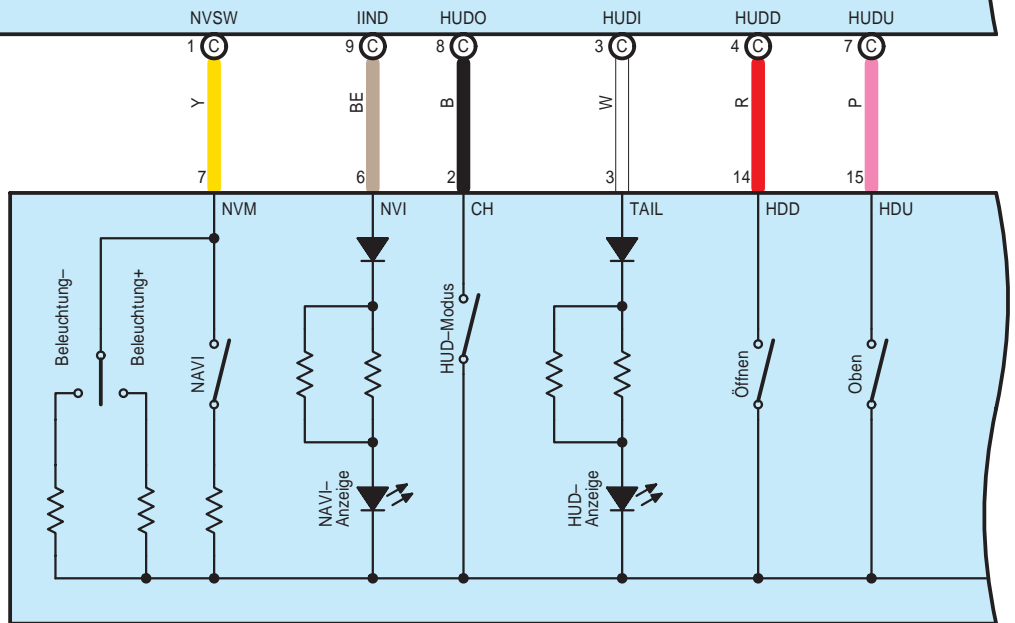 NVSW IIND HUDO HUDI HUDD HUDU
1 C 9 C 8 C 3 C 4 C 7 C
Y BE B W R P
7 6 2 3 14 15
NVM NVI CH TAIL HDD HDU
Beleuchtung–
Beleuchtung+
NAVI
NAVI–
Anzeige
HUD–Modus
HUD–
Anzeige
Öffnen
Oben